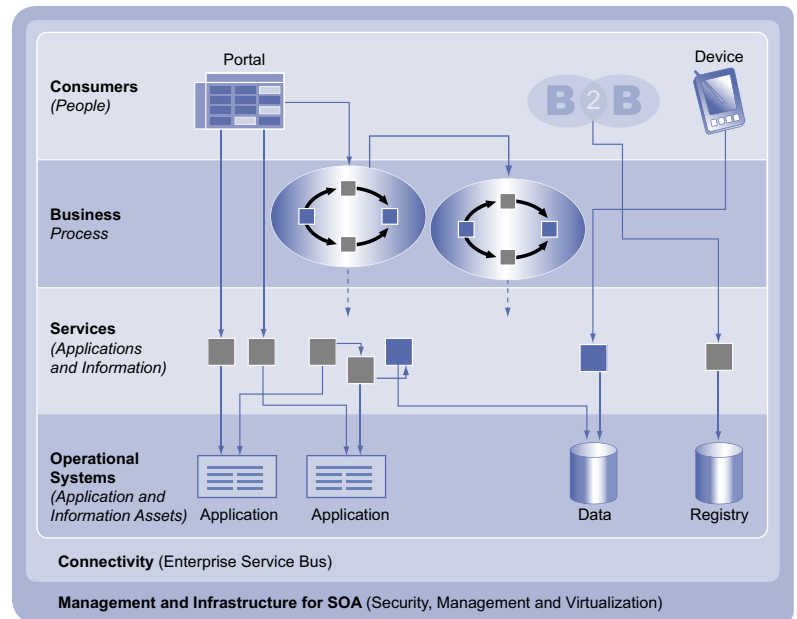 Portal
Device
Consumers
(People)
B2B
Business
Process
Services
(Applications
and Information)
Operational
Systems
(Application and
Information Assets)
Application
Application
Data
Registry
Connectivity (Enterprise Service Bus)
Management and Infrastructure for SOA (Security, Management and Virtualization)